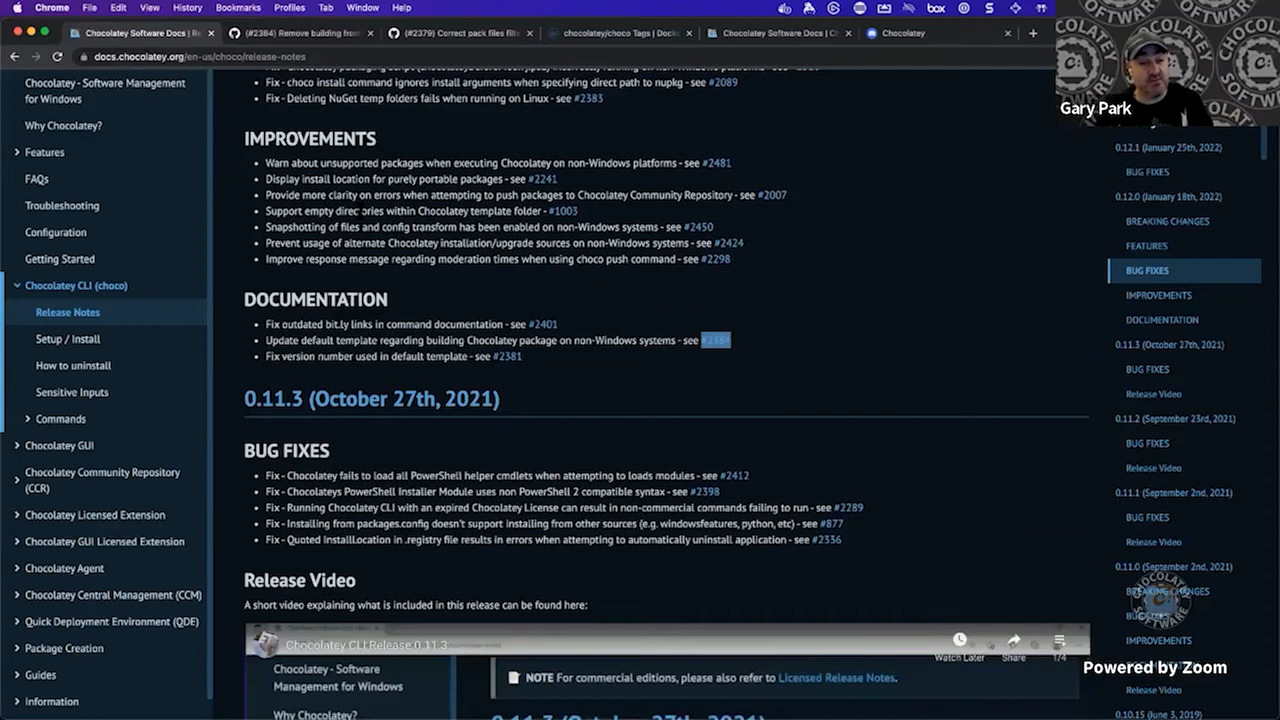 Chrome File Edit View History Bookmarks Profiles Tab Window Help
box
Chocolatey Software Docs | R
(#2384) Remove building from
(#2379) Correct pack files filte
chocolatey/choco Tags | Dock
Chocolatey Software Docs | C
Chocolatey
docs.chocolatey.org/en-us/choco/release-notes
Chocolatey - Software Management
for Windows
Why Chocolatey?
Features
FAQs
Troubleshooting
Configuration
Getting Started
Chocolatey CLI (choco)
Release Notes
Setup / Install
How to uninstall
Sensitive Inputs
Commands
Chocolatey GUI
Chocolatey Community Repository
(CCR)
Chocolatey Licensed Extension
Chocolatey GUI Licensed Extension
Chocolatey Agent
Chocolatey Central Management (CCM)
Quick Deployment Environment (QDE)
Package Creation
Guides
Information
Fix - choco install command ignores install arguments when specifying direct path to nupkg - see #2089
Fix - Deleting NuGet temp folders fails when running on Linux - see #2383
IMPROVEMENTS
Warn about unsupported packages when executing Chocolatey on non-Windows platforms - see #2481
Display install location for purely portable packages - see #2241
Provide more clarity on errors when attempting to push packages to Chocolatey Community Repository - see #2007
Support empty directories within Chocolatey template folder - #1003
Snapshotting of files and config transform has been enabled on non-Windows systems - see #2450
Prevent usage of alternate Chocolatey installation/upgrade sources on non-Windows systems - see #2424
Improve response message regarding moderation times when using choco push command - see #2298
DOCUMENTATION
Fix outdated bit.ly links in command documentation - see #2401
Update default template regarding building Chocolatey package on non-Windows systems - see
Fix version number used in default template - see #2381
0.11.3 (October 27th, 2021)
BUG FIXES
Fix - Chocolatey fails to load all PowerShell helper cmdlets when attempting to loads modules - see #2412
Fix - Chocolateys PowerShell Installer Module uses non PowerShell 2 compatible syntax - see #2398
Fix - Running Chocolatey CLI with an expired Chocolatey License can result in non-commercial commands failing to run - see #2289
Fix - Installing from packages.config doesn't support installing from other sources (e.g. windowsfeatures, python, etc) - see #877
Fix - Quoted InstallLocation in .registry file results in errors when attempting to automatically uninstall application - see #2336
Release Video
A short video explaining what is included in this release can be found here:
Chocolatey CLI Release 0.11.3
Watch Later
Share
1/4
Chocolatey - Software
Management for Windows
Why Chocolatey?
NOTE For commercial editions, please also refer to Licensed Release Notes.
0.11.3 (October 27th, 2021)
0.12.1 (January 25th, 2022)
BUG FIXES
0.12.0 (January 18th, 2022)
BREAKING CHANGES
FEATURES
BUG FIXES
IMPROVEMENTS
DOCUMENTATION
0.11.3 (October 27th, 2021)
BUG FIXES
Release Video
0.11.2 (September 23rd, 2021)
BUG FIXES
Release Video
0.11.1 (September 2nd, 2021)
BUG FIXES
Release Video
0.11.0 (September 2nd, 2021)
BREAKING CHANGES
BUG FIXES
IMPROVEMENTS
Release Video
0.10.15 (June 3, 2019)
Gary Park
CHOCOLATEY SOFTWARE
Powered by Zoom